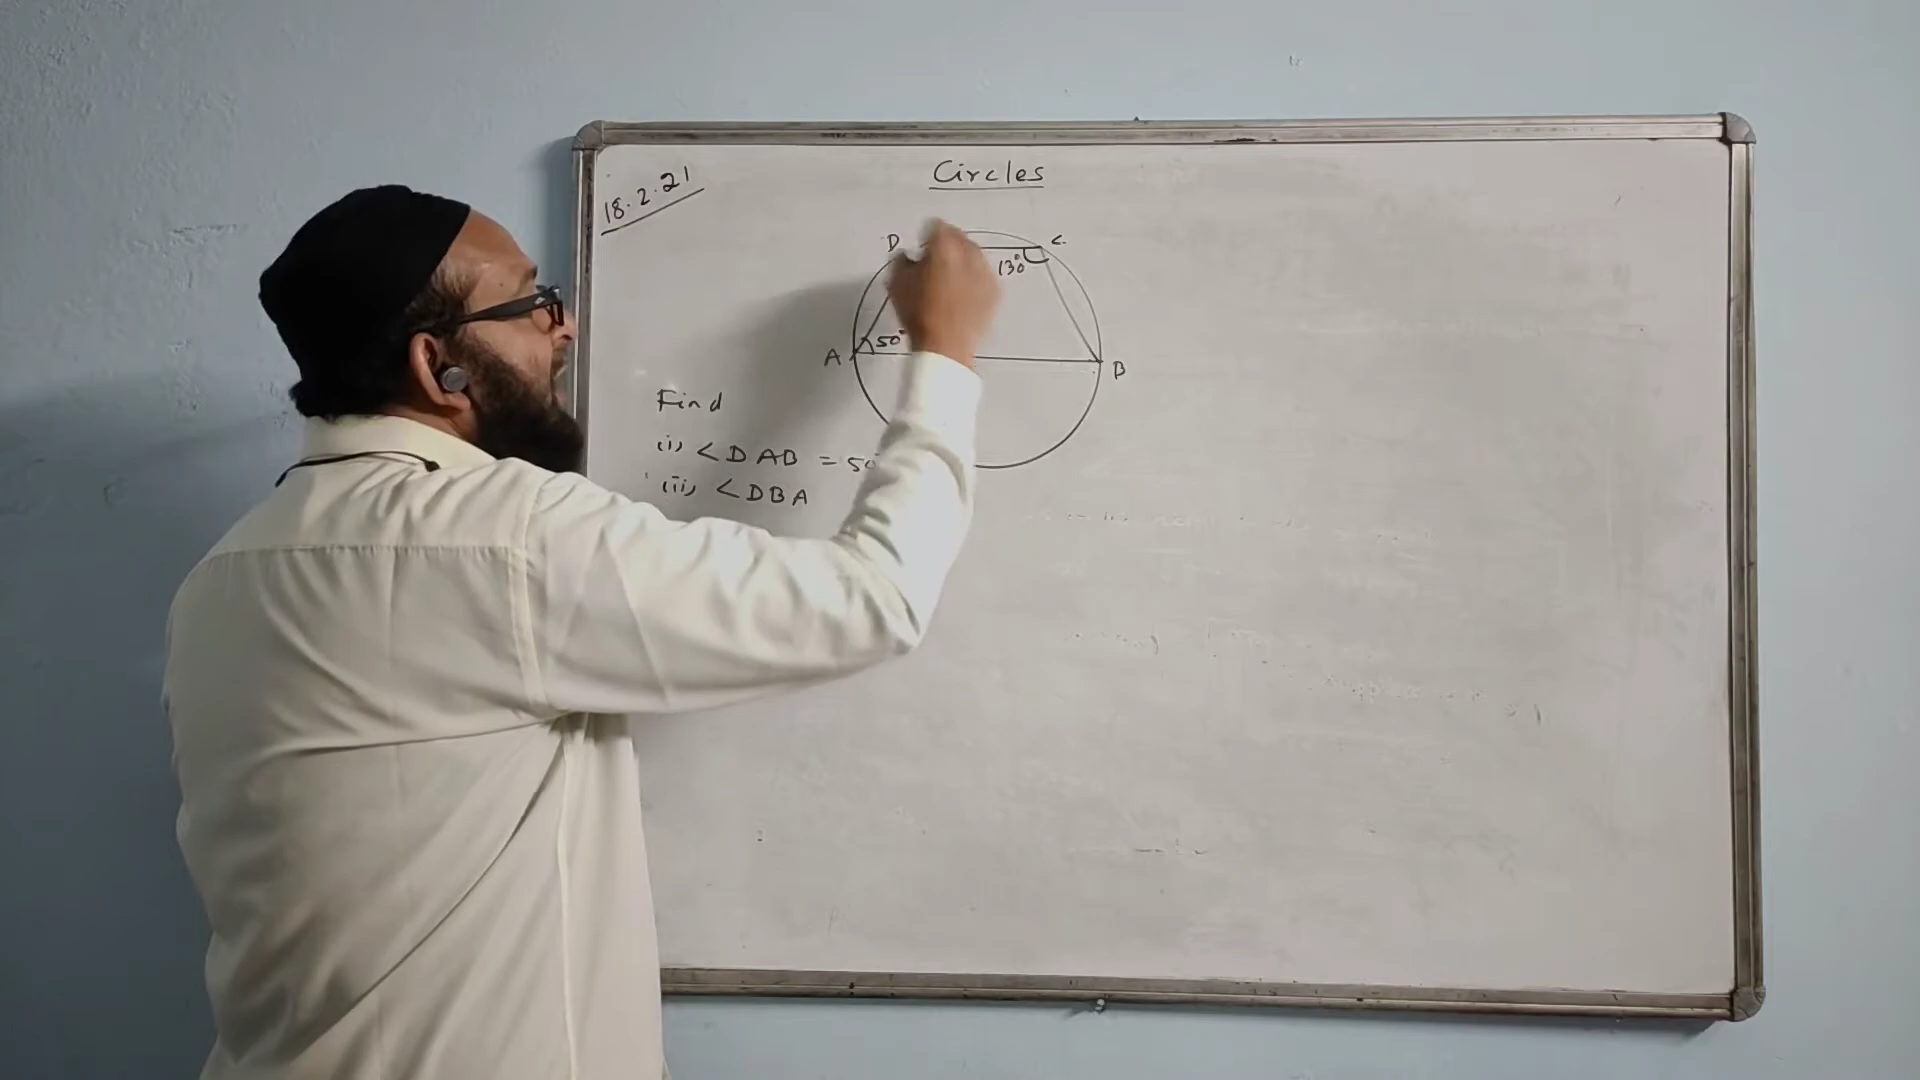 18.2.21
Circles
D
C
130°
50°
A
B
Find
(i) ∠DAB = 50
(ii) ∠DBA